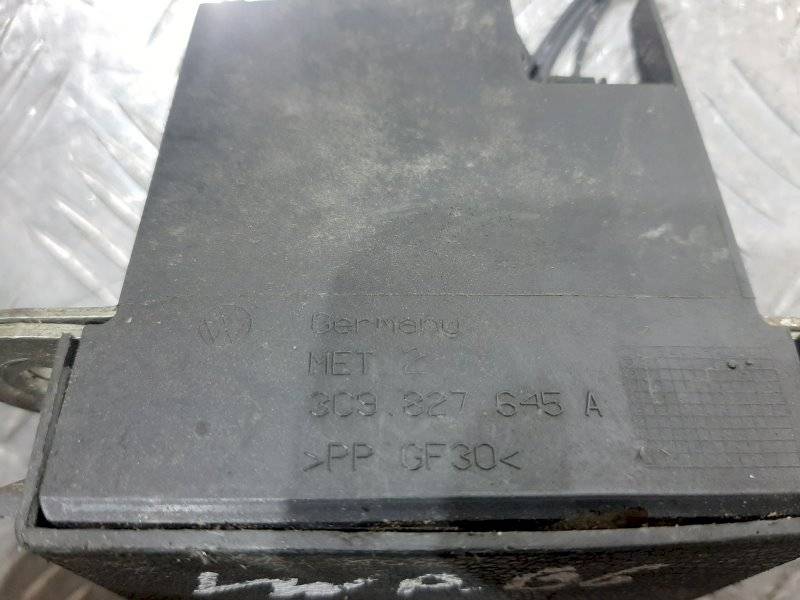 Germany
MET 2
3C9.827 645 A
>PP GF30<